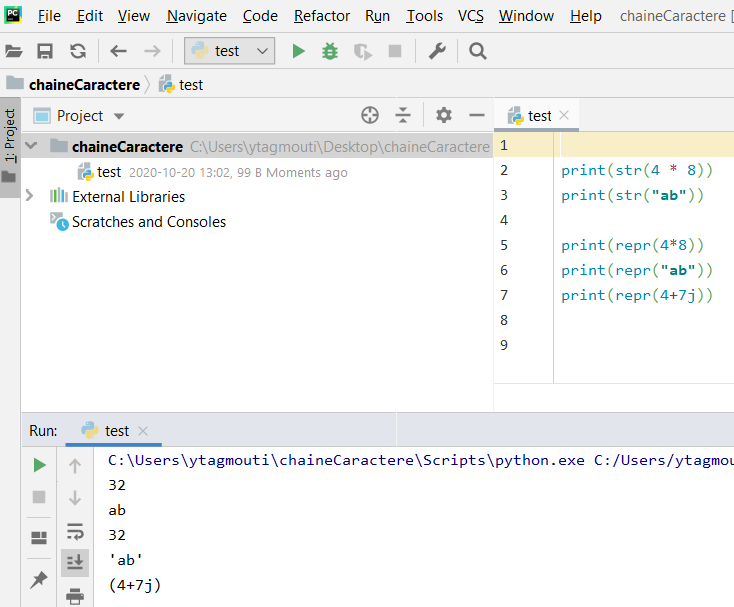 PC File Edit View Navigate Code Refactor Run Tools VCS Window Help chaineCaractere [
test
chaineCaractere test
1: Project
Project
chaineCaractere C:\Users\ytagmouti\Desktop\chaineCaractere
test 2020-10-20 13:02, 99 B Moments ago
External Libraries
Scratches and Consoles
test
1
2 print(str(4 * 8))
3 print(str("ab"))
4
5 print(repr(4*8))
6 print(repr("ab"))
7 print(repr(4+7j))
8
9
Run: test
C:\Users\ytagmouti\chaineCaractere\Scripts\python.exe C:/Users/ytagmou
32
ab
32
'ab'
(4+7j)